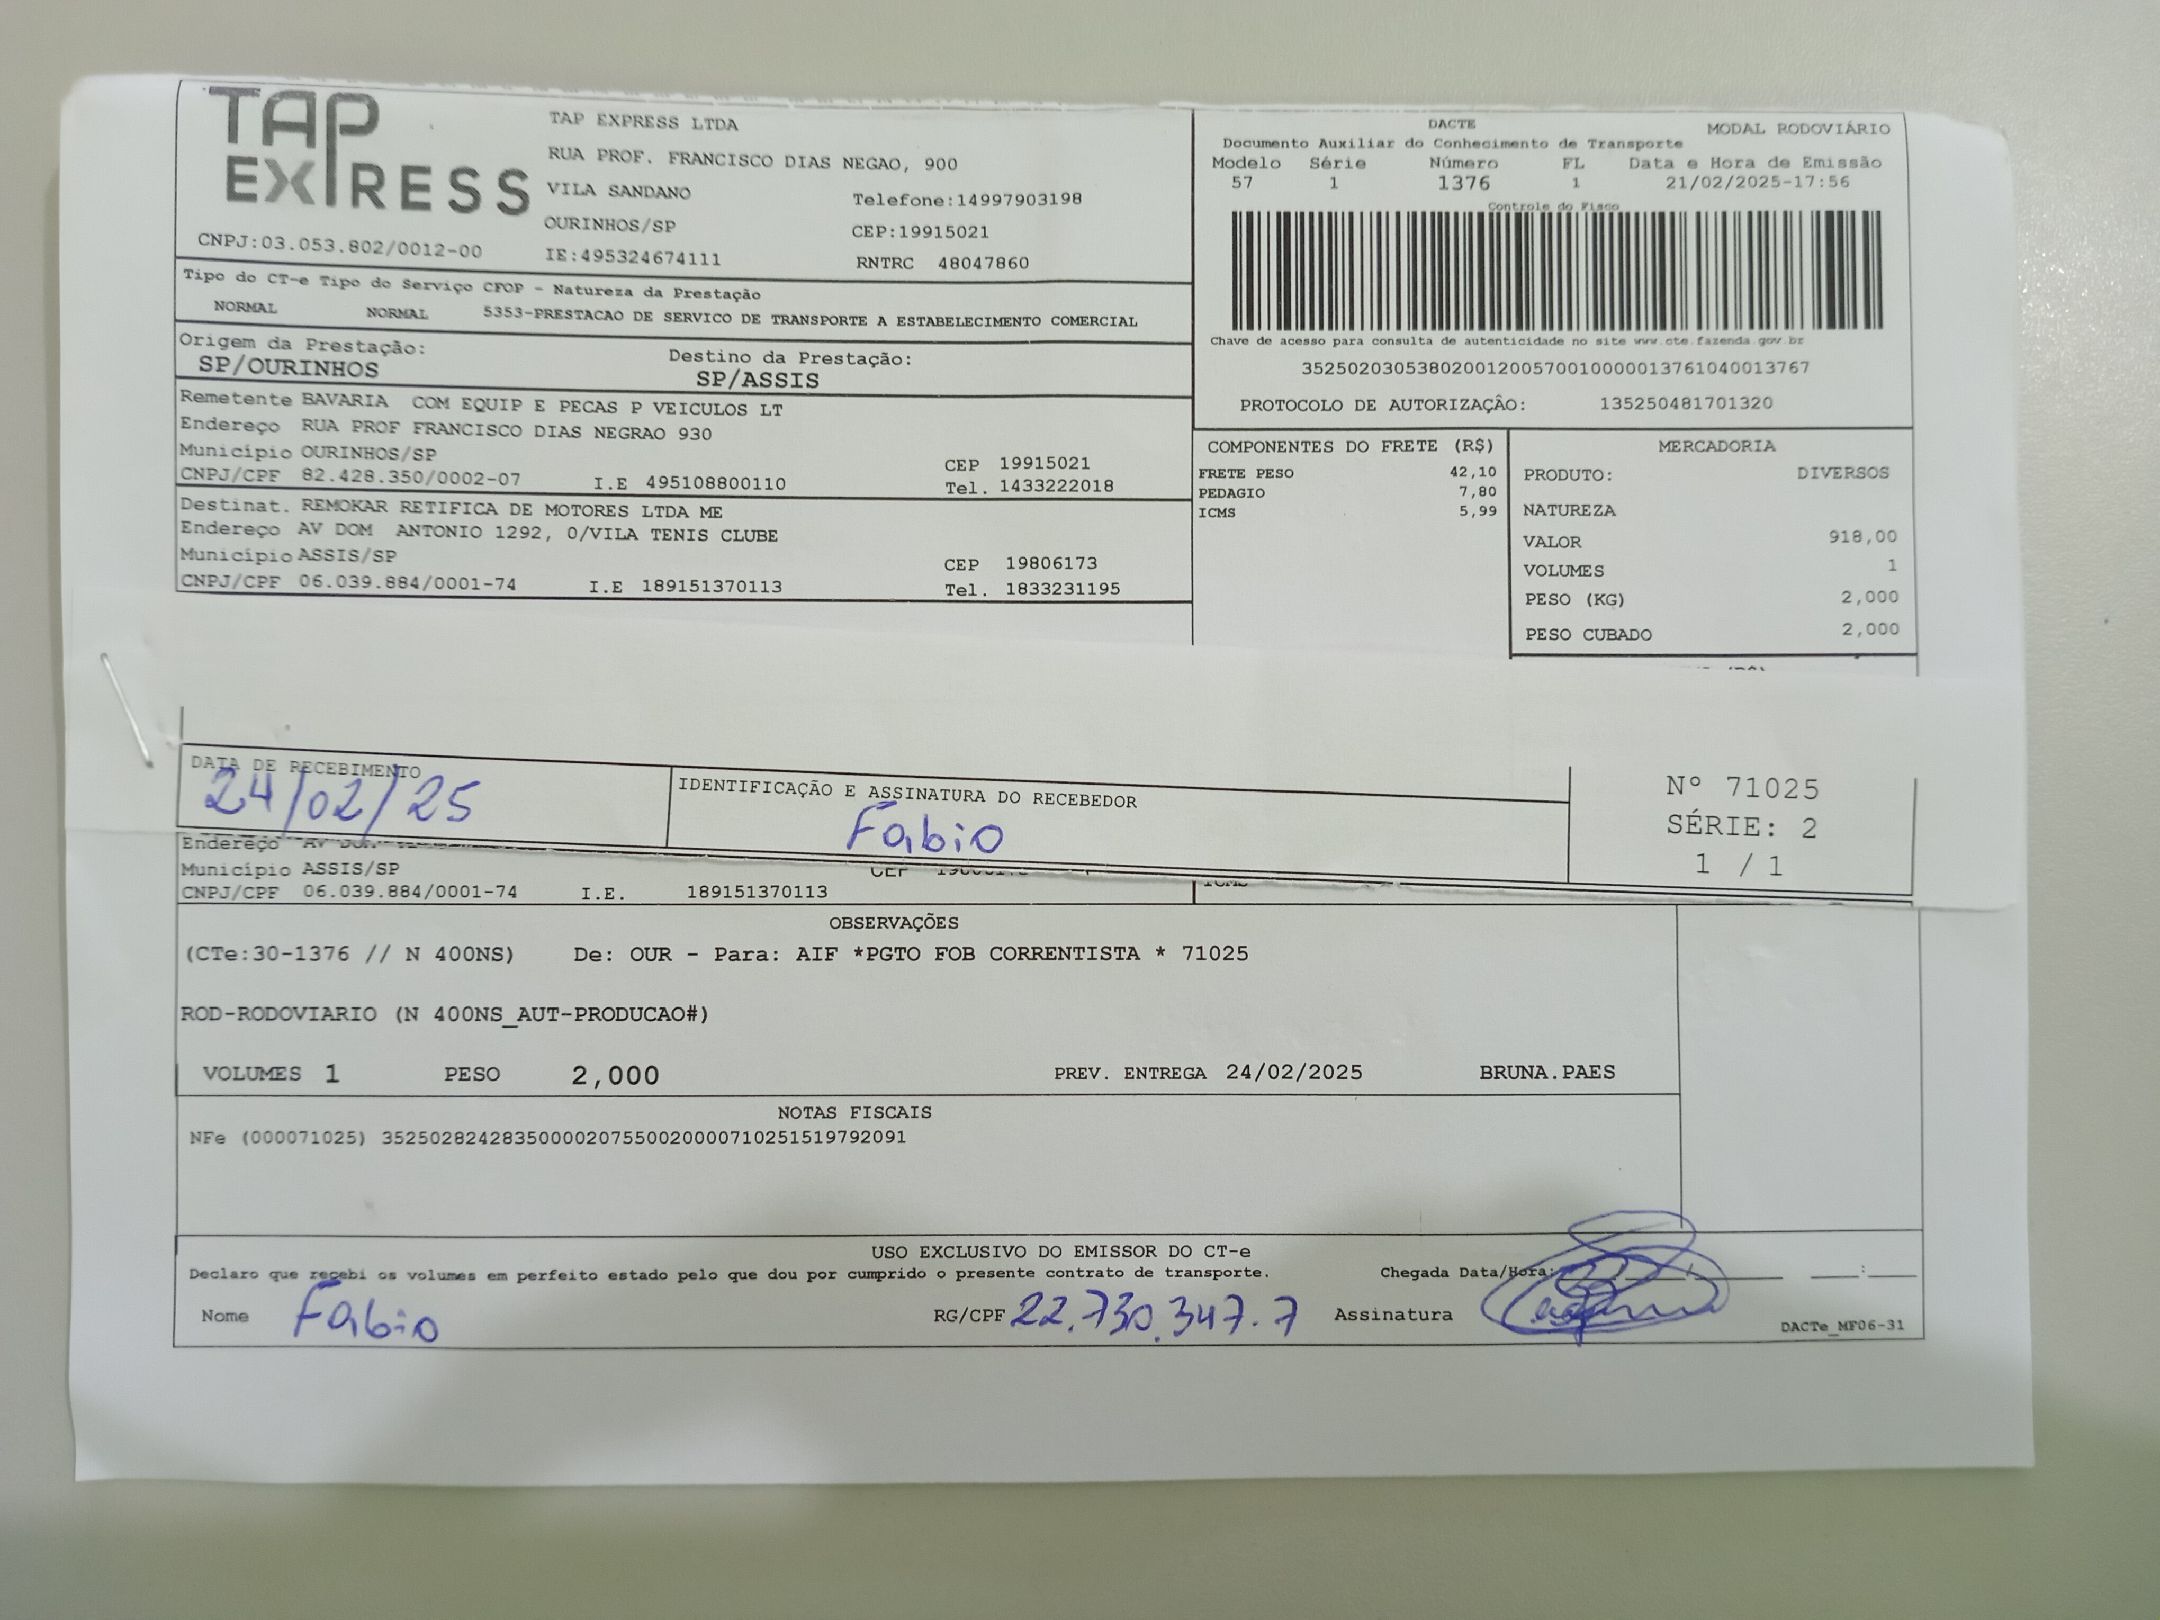 TAP EXPRESS
TAP EXPRESS LTDA
RUA PROF. FRANCISCO DIAS NEGAO, 900
VILA SANDANO
Telefone:14997903198
OURINHOS/SP
CEP:19915021
CNPJ:03.053.802/0012-00
IE:495324674111
RNTRC 48047860
DACTE
MODAL RODOVIÁRIO
Documento Auxiliar do Conhecimento de Transporte
Modelo Série Número FL Data e Hora de Emissão
57 1 1376 1 21/02/2025-17:56
Controle do Fisco
Chave de acesso para consulta de autenticidade no site www.cte.fazenda.gov.br
35250203053802001200570010000013761040013767
PROTOCOLO DE AUTORIZAÇÃO: 135250481701320
Tipo do CT-e Tipo do Serviço CFOP - Natureza da Prestação
NORMAL NORMAL 5353-PRESTACAO DE SERVICO DE TRANSPORTE A ESTABELECIMENTO COMERCIAL
Origem da Prestação: Destino da Prestação:
SP/OURINHOS SP/ASSIS
Remetente BAVARIA COM EQUIP E PECAS P VEICULOS LT
Endereço RUA PROF FRANCISCO DIAS NEGRAO 930
Município OURINHOS/SP CEP 19915021
CNPJ/CPF 82.428.350/0002-07 I.E 495108800110 Tel. 1433222018
Destinat. REMOKAR RETIFICA DE MOTORES LTDA ME
Endereço AV DOM ANTONIO 1292, 0/VILA TENIS CLUBE
Município ASSIS/SP CEP 19806173
CNPJ/CPF 06.039.884/0001-74 I.E 189151370113 Tel. 1833231195
COMPONENTES DO FRETE (R$)
FRETE PESO 42,10
PEDAGIO 7,80
ICMS 5,99
MERCADORIA
PRODUTO: DIVERSOS
NATUREZA
VALOR 918,00
VOLUMES 1
PESO (KG) 2,000
PESO CUBADO 2,000
DATA DE RECEBIMENTO
24/02/25
IDENTIFICAÇÃO E ASSINATURA DO RECEBEDOR
Fabio
Nº 71025
SÉRIE: 2
1 / 1
Endereço AV
Município ASSIS/SP
CNPJ/CPF 06.039.884/0001-74 I.E. 189151370113
OBSERVAÇÕES
(CTe:30-1376 // N 400NS) De: OUR - Para: AIF *PGTO FOB CORRENTISTA * 71025
ROD-RODOVIARIO (N 400NS_AUT-PRODUCAO#)
VOLUMES 1 PESO 2,000 PREV. ENTREGA 24/02/2025 BRUNA.PAES
NOTAS FISCAIS
NFe (000071025) 35250282428350000207550020000710251519792091
USO EXCLUSIVO DO EMISSOR DO CT-e
Declaro que recebi os volumes em perfeito estado pelo que dou por cumprido o presente contrato de transporte. Chegada Data/Hora:
Nome Fabio RG/CPF 22.730.347.7 Assinatura
DACTe_MF06-31